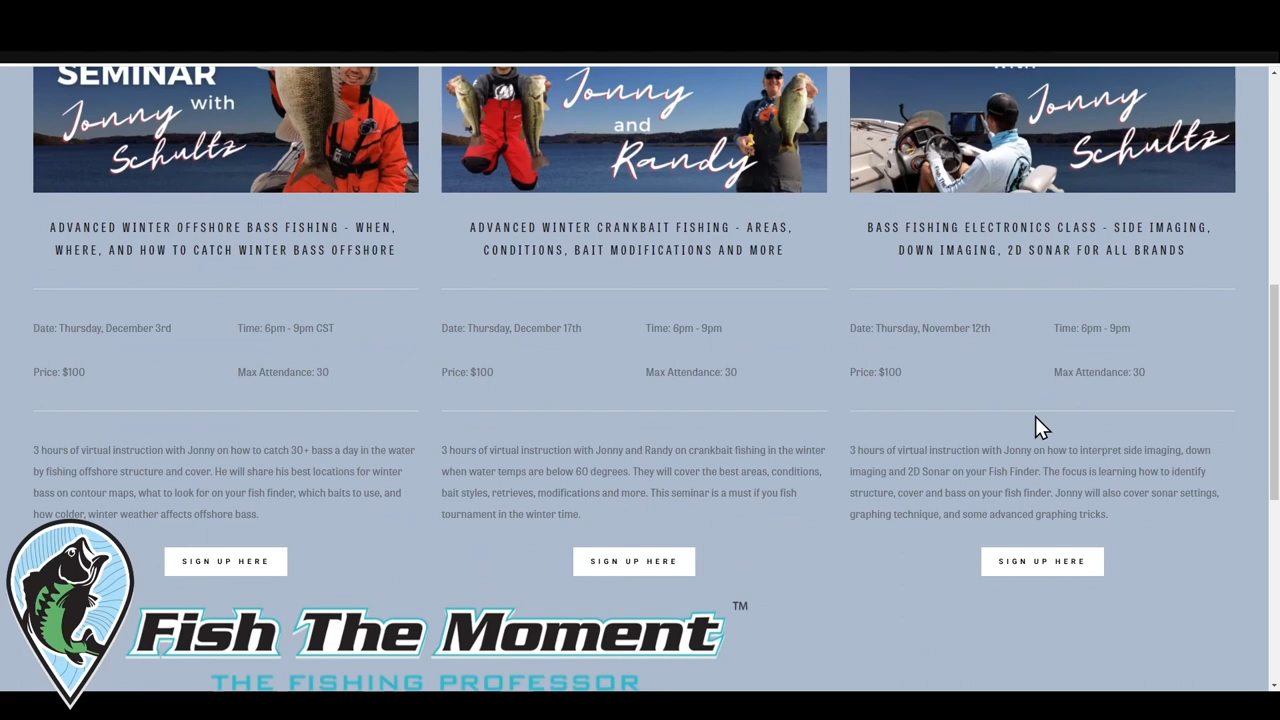 SEMINAR
with
Jonny
Schultz
Jonny
and
Randy
with
Jonny
Schultz
ADVANCED WINTER OFFSHORE BASS FISHING - WHEN,
WHERE, AND HOW TO CATCH WINTER BASS OFFSHORE
Date: Thursday, December 3rd
Time: 6pm - 9pm CST
Price: $100
Max Attendance: 30
3 hours of virtual instruction with Jonny on how to catch 30+ bass a day in the water
by fishing offshore structure and cover. He will share his best locations for winter
bass on contour maps, what to look for on your fish finder, which baits to use, and
how colder, winter weather affects offshore bass.
SIGN UP HERE
ADVANCED WINTER CRANKBAIT FISHING - AREAS,
CONDITIONS, BAIT MODIFICATIONS AND MORE
Date: Thursday, December 17th
Time: 6pm - 9pm
Price: $100
Max Attendance: 30
3 hours of virtual instruction with Jonny and Randy on crankbait fishing in the winter
when water temps are below 60 degrees. They will cover the best areas, conditions,
bait styles, retrieves, modifications and more. This seminar is a must if you fish
tournament in the winter time.
SIGN UP HERE
BASS FISHING ELECTRONICS CLASS - SIDE IMAGING,
DOWN IMAGING, 2D SONAR FOR ALL BRANDS
Date: Thursday, November 12th
Time: 6pm - 9pm
Price: $100
Max Attendance: 30
3 hours of virtual instruction with Jonny on how to interpret side imaging, down
imaging and 2D Sonar on your Fish Finder. The focus is learning how to identify
structure, cover and bass on your fish finder. Jonny will also cover sonar settings,
graphing technique, and some advanced graphing tricks.
SIGN UP HERE
Fish The Moment TM
THE FISHING PROFESSOR